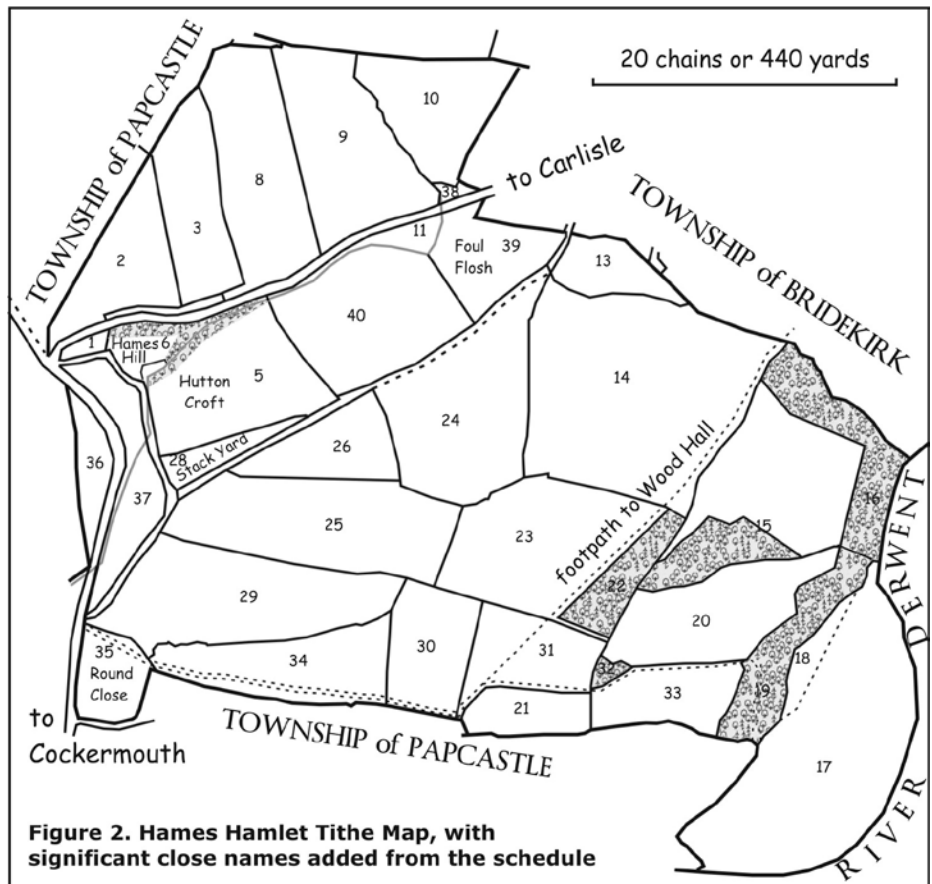 20 chains or 440 yards
TOWNSHIP of PAPCASTLE
10
9
8
to Carlisle
38
3
11
39
Foul
Flosh
TOWNSHIP of BRIDEKIRK
2
13
40
1
Hames 6
Hill
5
Hutton
Croft
14
24
28
Stack Yard
26
36
37
16
25
23
footpath to Wood Hall
15
22
DERWENT
29
20
30
31
35
Round
Close
34
32
18
19
33
21
to
Cockermouth
TOWNSHIP of PAPCASTLE
17
RIVER
Figure 2. Hames Hamlet Tithe Map, with
significant close names added from the schedule